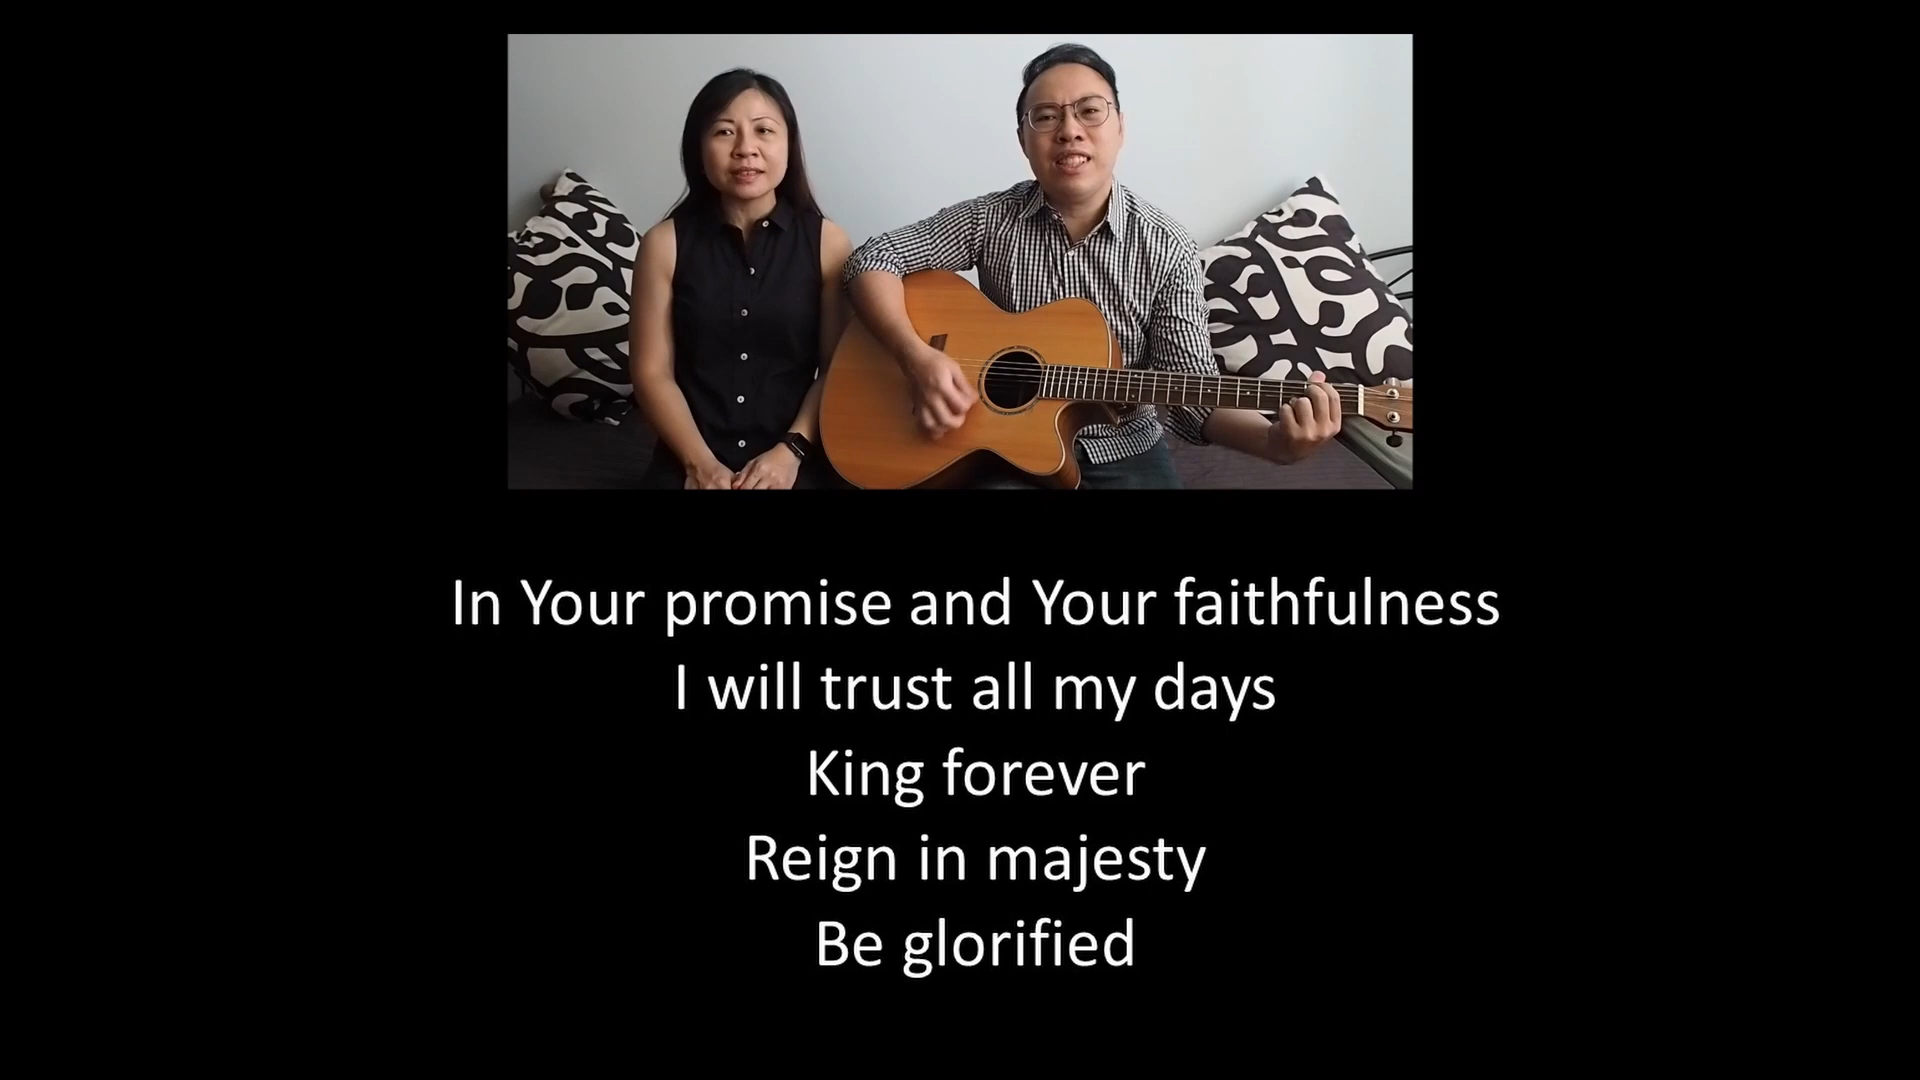 In Your promise and Your faithfulness
I will trust all my days
King forever
Reign in majesty
Be glorified